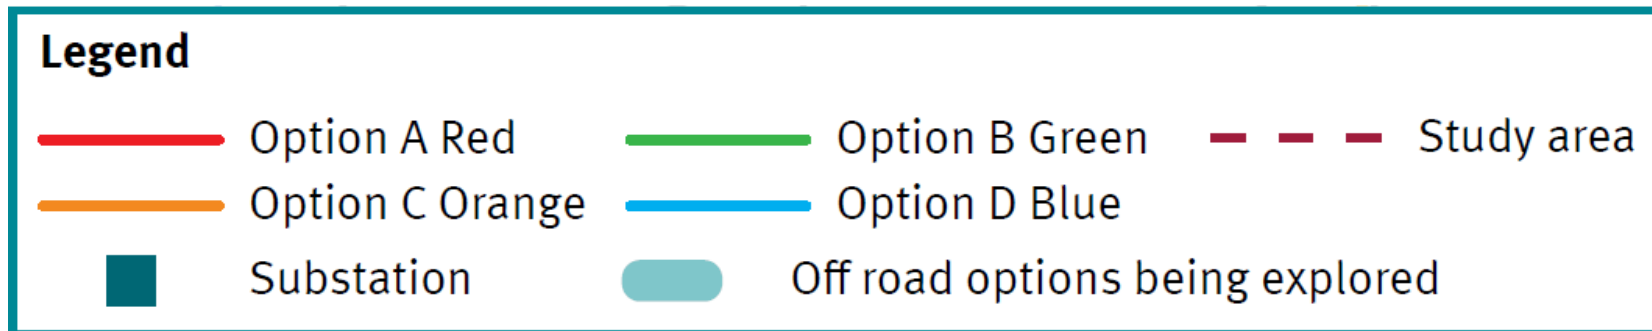 Legend
Option A Red Option B Green Study area
Option C Orange Option D Blue
Substation Off road options being explored